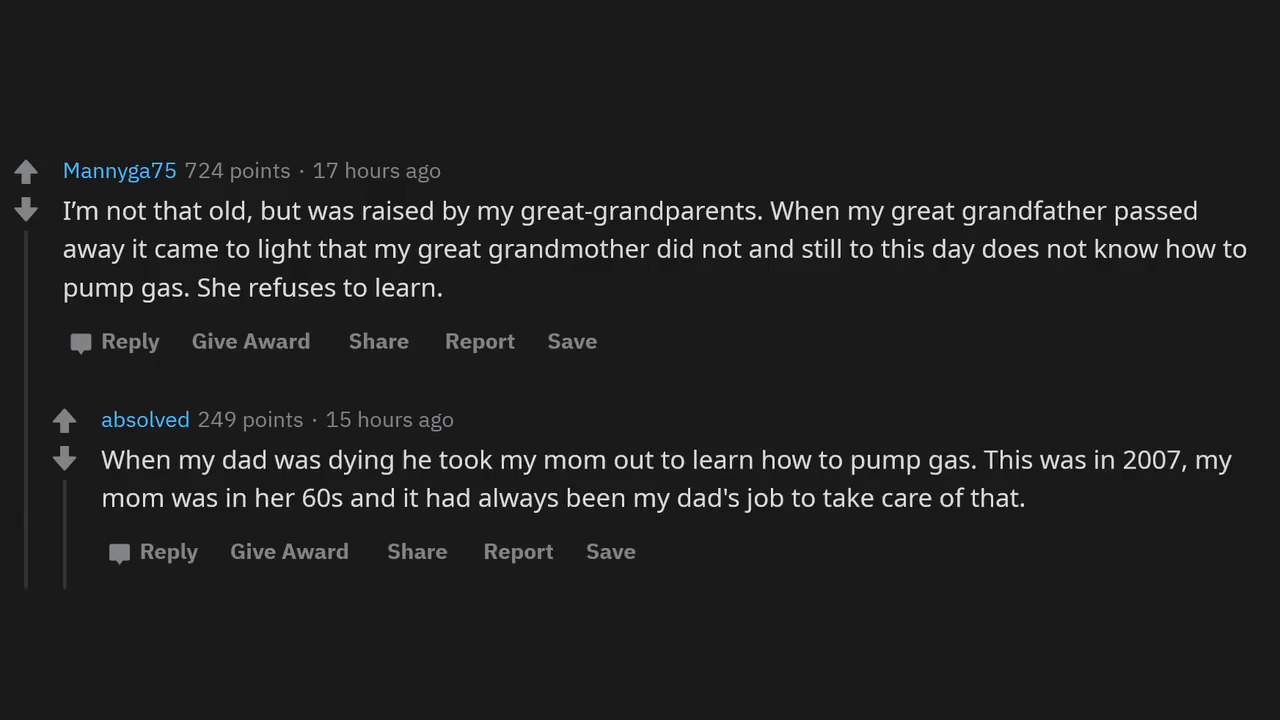 Mannyga75 724 points · 17 hours ago
I’m not that old, but was raised by my great-grandparents. When my great grandfather passed
away it came to light that my great grandmother did not and still to this day does not know how to
pump gas. She refuses to learn.
Reply Give Award Share Report Save
absolved 249 points · 15 hours ago
When my dad was dying he took my mom out to learn how to pump gas. This was in 2007, my
mom was in her 60s and it had always been my dad's job to take care of that.
Reply Give Award Share Report Save